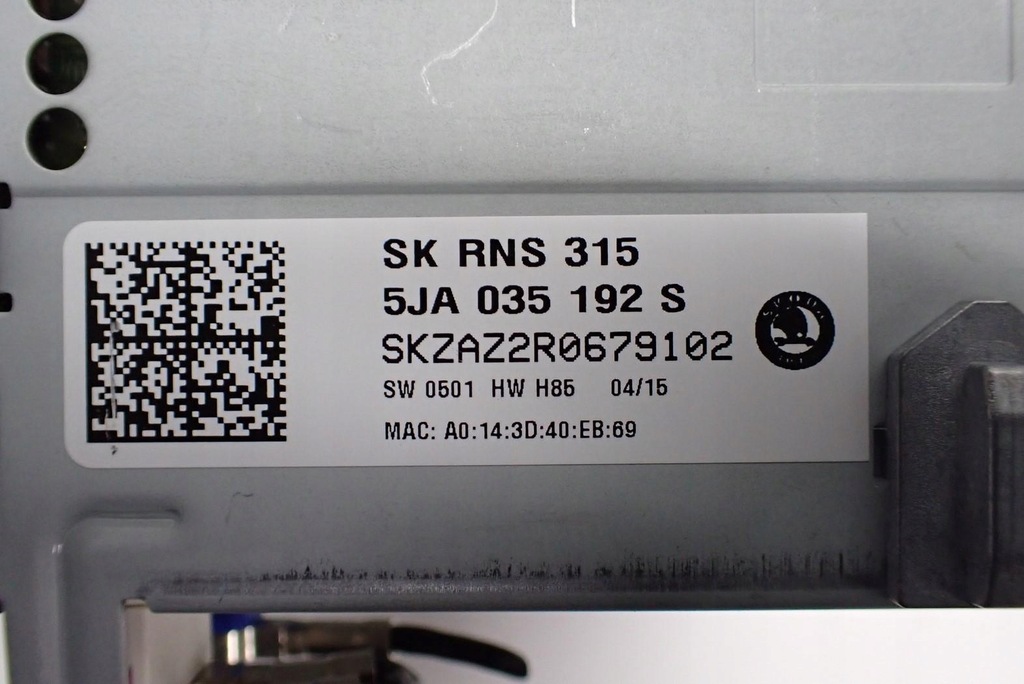 SK RNS 315
5JA 035 192 S
SKZAZ2R0679102
SKODA
SW 0501 HW H85 04/15
MAC: A0:14:3D:40:EB:69